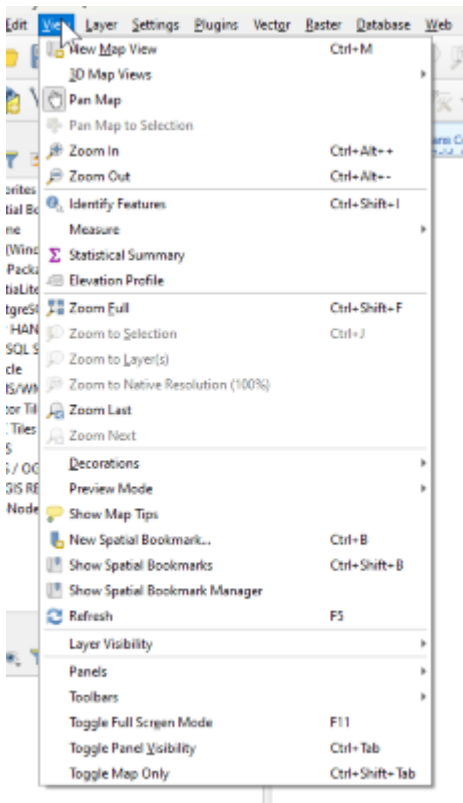 Edit View Layer Settings Plugins Vector Raster Database Web
New Map View Ctrl+M
3D Map Views
Pan Map
Pan Map to Selection
Zoom In Ctrl+Alt++
Zoom Out Ctrl+Alt+-
Identify Features Ctrl+Shift+I
Measure
Statistical Summary
Elevation Profile
Zoom Full Ctrl+Shift+F
Zoom to Selection Ctrl+J
Zoom to Layer(s)
Zoom to Native Resolution (100%)
Zoom Last
Zoom Next
Decorations
Preview Mode
Show Map Tips
New Spatial Bookmark... Ctrl+B
Show Spatial Bookmarks Ctrl+Shift+B
Show Spatial Bookmark Manager
Refresh F5
Layer Visibility
Panels
Toolbars
Toggle Full Screen Mode F11
Toggle Panel Visibility Ctrl+Tab
Toggle Map Only Ctrl+Shift+Tab